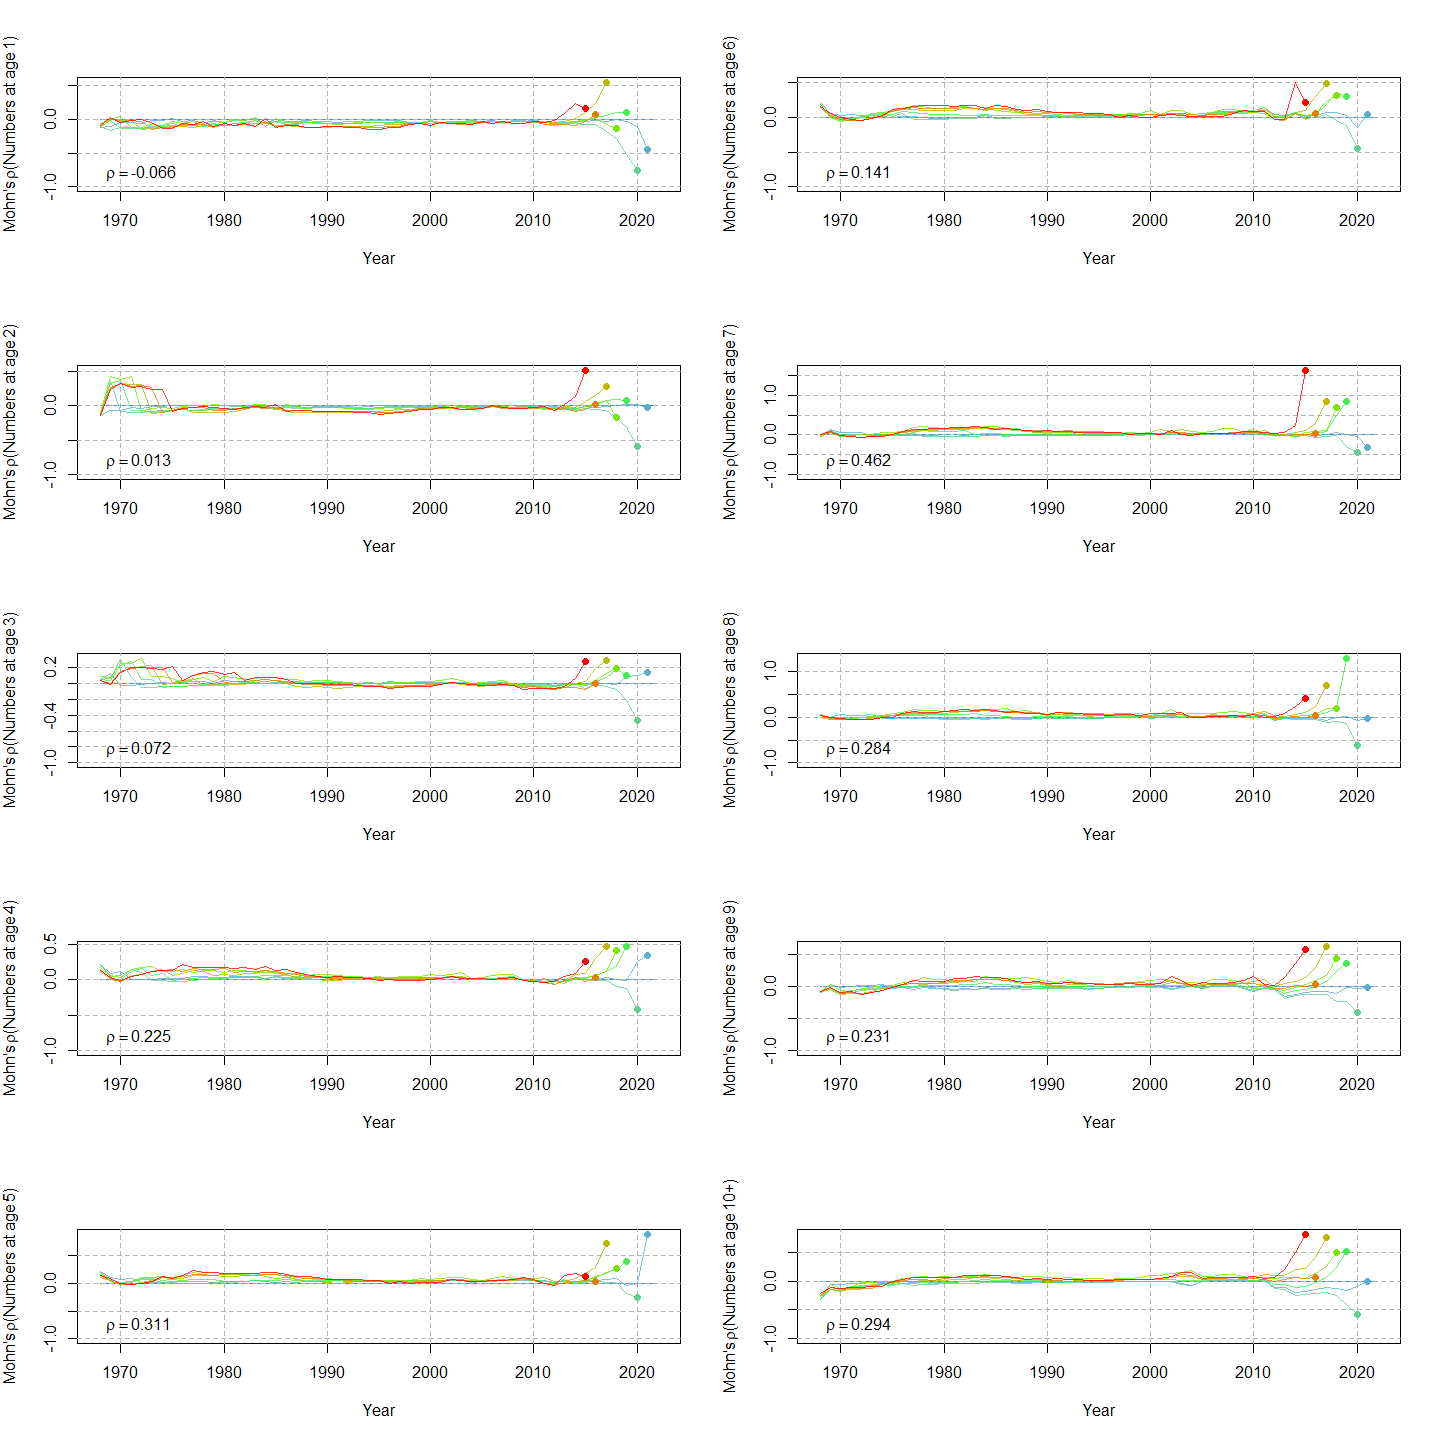 Mohn's ρ(Numbers at age 1)
0.0
-1.0
ρ = -0.066
1970 1980 1990 2000 2010 2020
Year
Mohn's ρ(Numbers at age 6)
0.0
-1.0
ρ = 0.141
1970 1980 1990 2000 2010 2020
Year
Mohn's ρ(Numbers at age 2)
0.0
-1.0
ρ = 0.013
1970 1980 1990 2000 2010 2020
Year
Mohn's ρ(Numbers at age 7)
1.0
0.0
-1.0
ρ = 0.462
1970 1980 1990 2000 2010 2020
Year
Mohn's ρ(Numbers at age 3)
0.2
-0.4
-1.0
ρ = 0.072
1970 1980 1990 2000 2010 2020
Year
Mohn's ρ(Numbers at age 8)
1.0
0.0
-1.0
ρ = 0.284
1970 1980 1990 2000 2010 2020
Year
Mohn's ρ(Numbers at age 4)
0.5
0.0
-1.0
ρ = 0.225
1970 1980 1990 2000 2010 2020
Year
Mohn's ρ(Numbers at age 9)
0.0
-1.0
ρ = 0.231
1970 1980 1990 2000 2010 2020
Year
Mohn's ρ(Numbers at age 5)
0.0
-1.0
ρ = 0.311
1970 1980 1990 2000 2010 2020
Year
Mohn's ρ(Numbers at age 10+)
0.0
-1.0
ρ = 0.294
1970 1980 1990 2000 2010 2020
Year